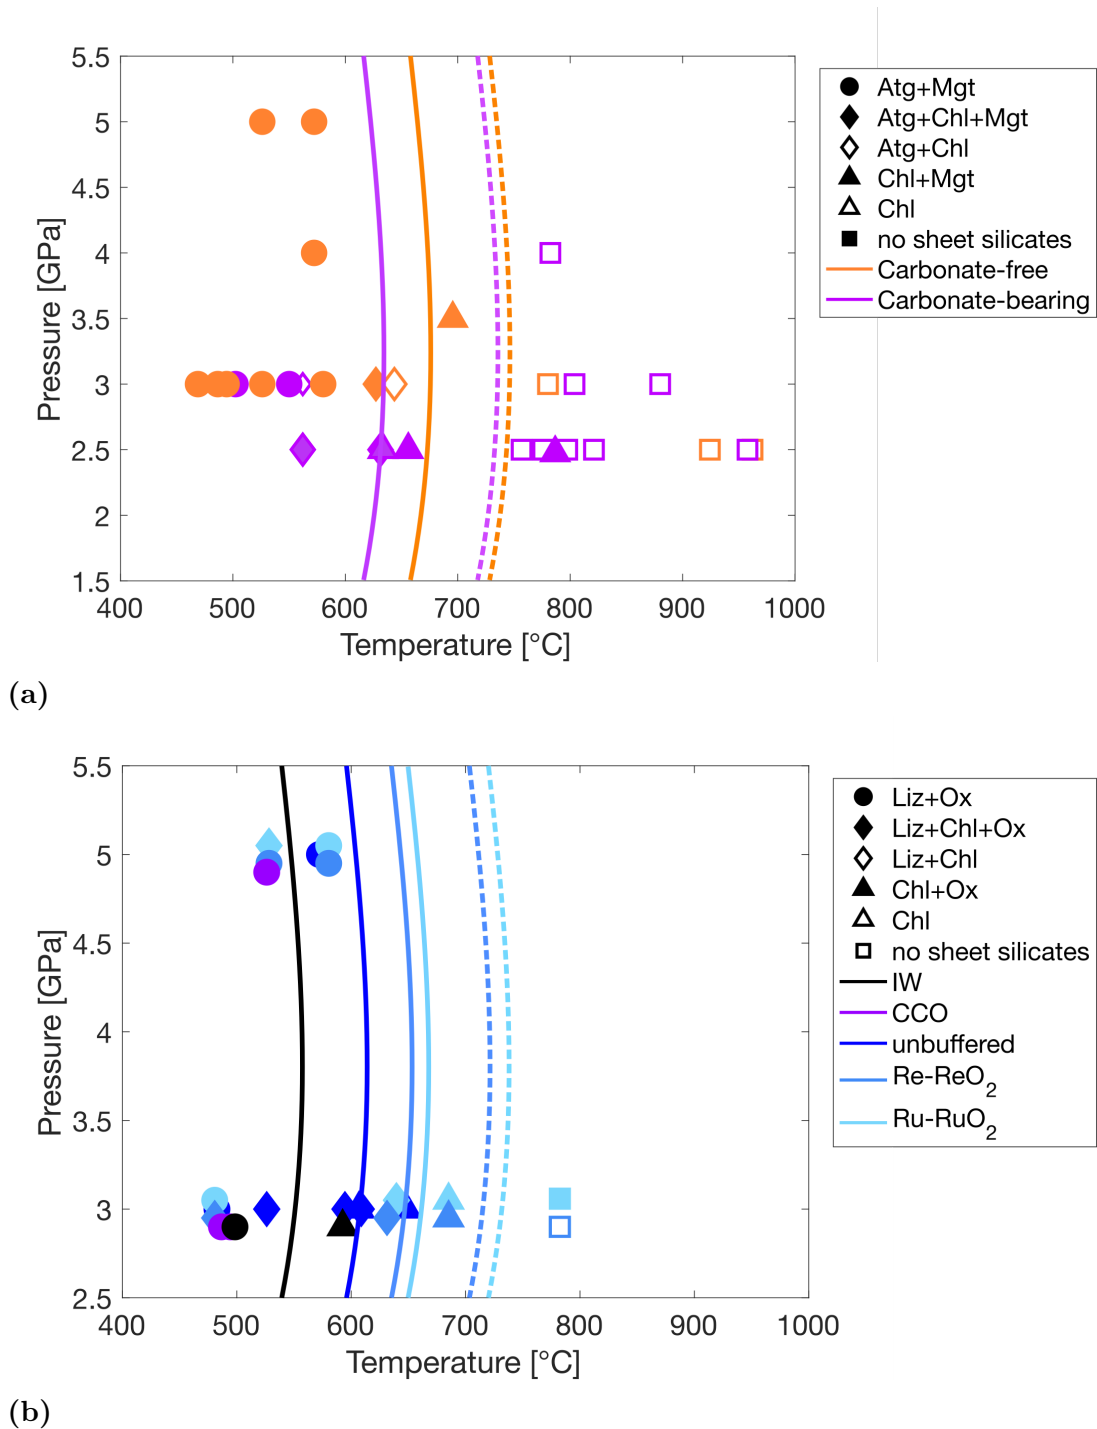 5.5
5
4.5
4
3.5
3
2.5
2
1.5
Pressure [GPa]
400 500 600 700 800 900 1000
Temperature [°C]
Atg+Mgt
Atg+Chl+Mgt
Atg+Chl
Chl+Mgt
Chl
no sheet silicates
Carbonate-free
Carbonate-bearing
(a)
5.5
5
4.5
4
3.5
3
2.5
Pressure [GPa]
400 500 600 700 800 900 1000
Temperature [°C]
Liz+Ox
Liz+Chl+Ox
Liz+Chl
Chl+Ox
Chl
no sheet silicates
IW
CCO
unbuffered
Re-ReO₂
Ru-RuO₂
(b)